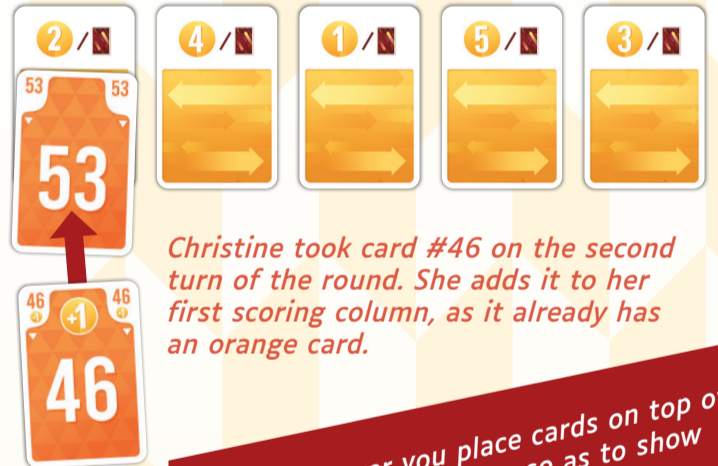 2 / 4 / 1 / 5 / 3 /
53 53
53
46 46
+1
46
Christine took card #46 on the second
turn of the round. She adds it to her
first scoring column, as it already has
an orange card.
you place cards on top
as to show